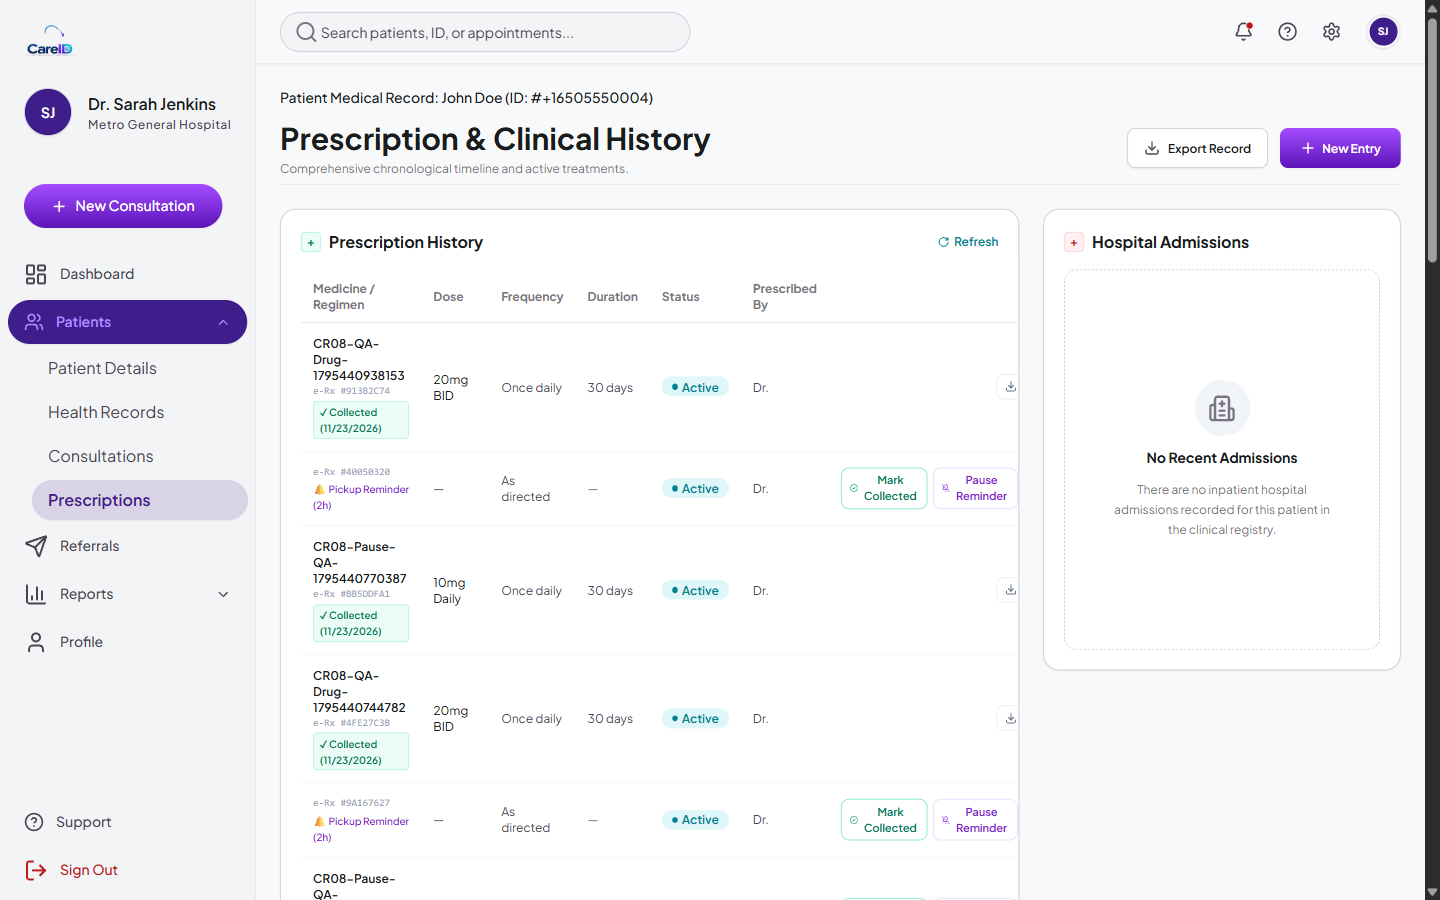 CareID
Search patients, ID, or appointments...
SJ
SJ
Dr. Sarah Jenkins
Metro General Hospital
+ New Consultation
Dashboard
Patients
Patient Details
Health Records
Consultations
Prescriptions
Referrals
Reports
Profile
Support
Sign Out
Patient Medical Record: John Doe (ID: #+16505550004)
Prescription & Clinical History
Comprehensive chronological timeline and active treatments.
Export Record
+ New Entry
+ Prescription History
Refresh
Medicine /
Regimen
Dose
Frequency
Duration
Status
Prescribed
By
CR08-QA-
Drug-
1795440938153
e-Rx #913B2C74
✓ Collected
(11/23/2026)
20mg
BID
Once daily
30 days
Active
Dr.
e-Rx #40050320
Pickup Reminder
(2h)
—
As
directed
—
Active
Dr.
Mark
Collected
Pause
Reminder
CR08-Pause-
QA-
1795440770387
e-Rx #BB5DDFA1
✓ Collected
(11/23/2026)
10mg
Daily
Once daily
30 days
Active
Dr.
CR08-QA-
Drug-
1795440744782
e-Rx #4FE27C3B
✓ Collected
(11/23/2026)
20mg
BID
Once daily
30 days
Active
Dr.
e-Rx #9A167627
Pickup Reminder
(2h)
—
As
directed
—
Active
Dr.
Mark
Collected
Pause
Reminder
CR08-Pause-
QA-
+ Hospital Admissions
No Recent Admissions
There are no inpatient hospital
admissions recorded for this patient in
the clinical registry.